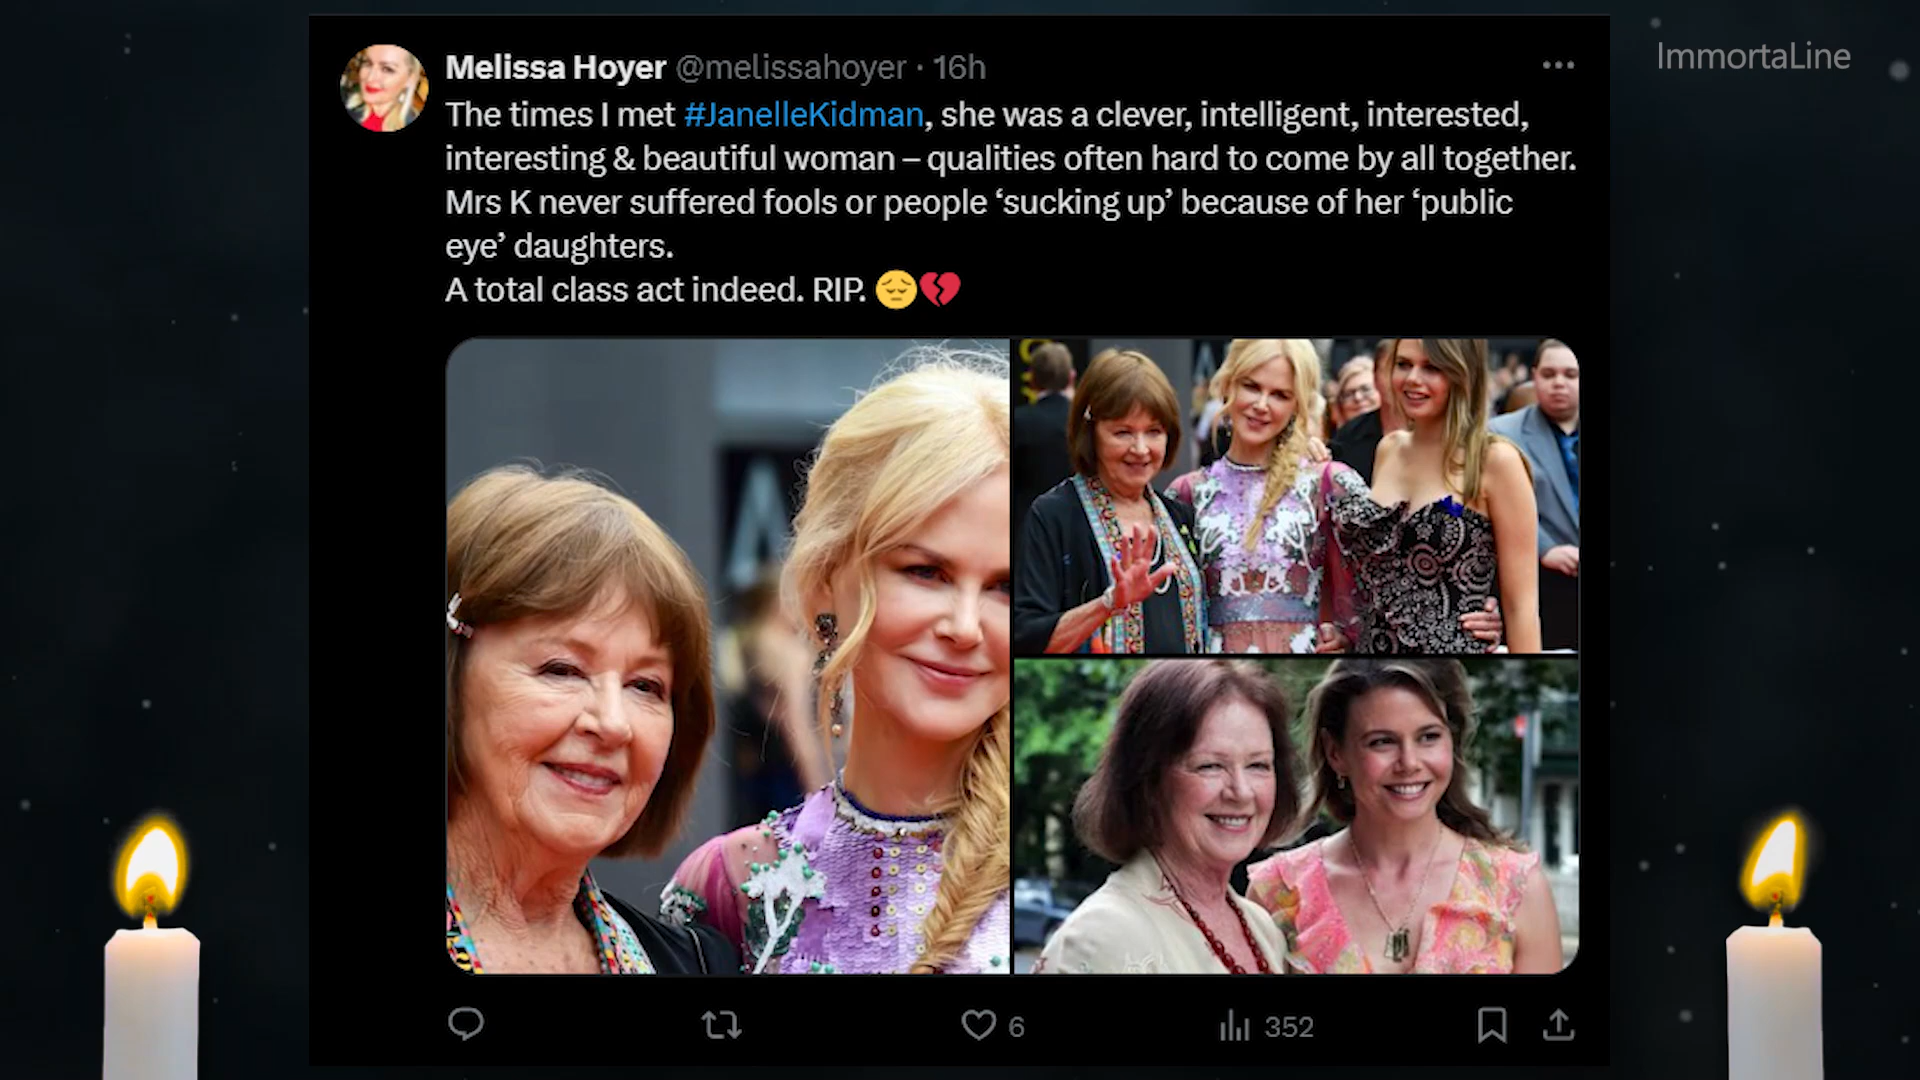 ImmortaLine
Melissa Hoyer @melissahoyer · 16h
The times I met #JanelleKidman, she was a clever, intelligent, interested,
interesting & beautiful woman – qualities often hard to come by all together.
Mrs K never suffered fools or people ‘sucking up’ because of her ‘public
eye’ daughters.
A total class act indeed. RIP. 😔💔
6
352